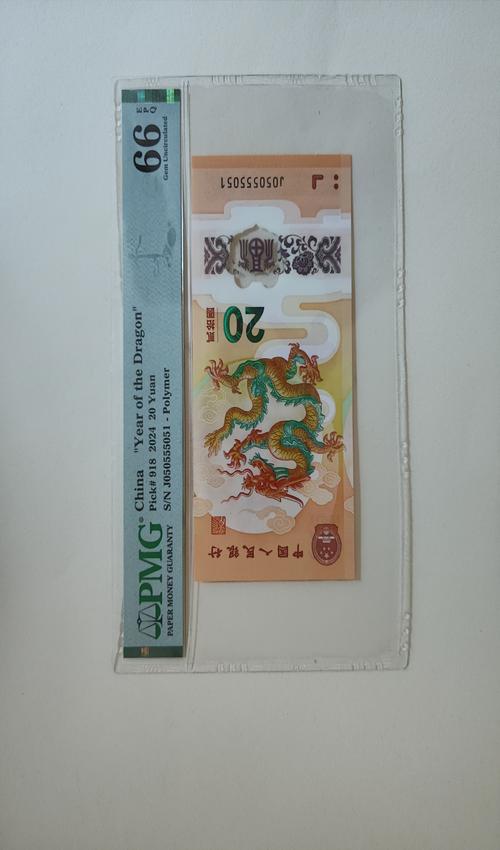 PMG
PAPER MONEY GUARANTY
China "Year of the Dragon"
Pick# 918 2024 20 Yuan
S/N J050555051 - Polymer
66 EPQ
Gem Uncirculated
中国人民银行
20
J050555051